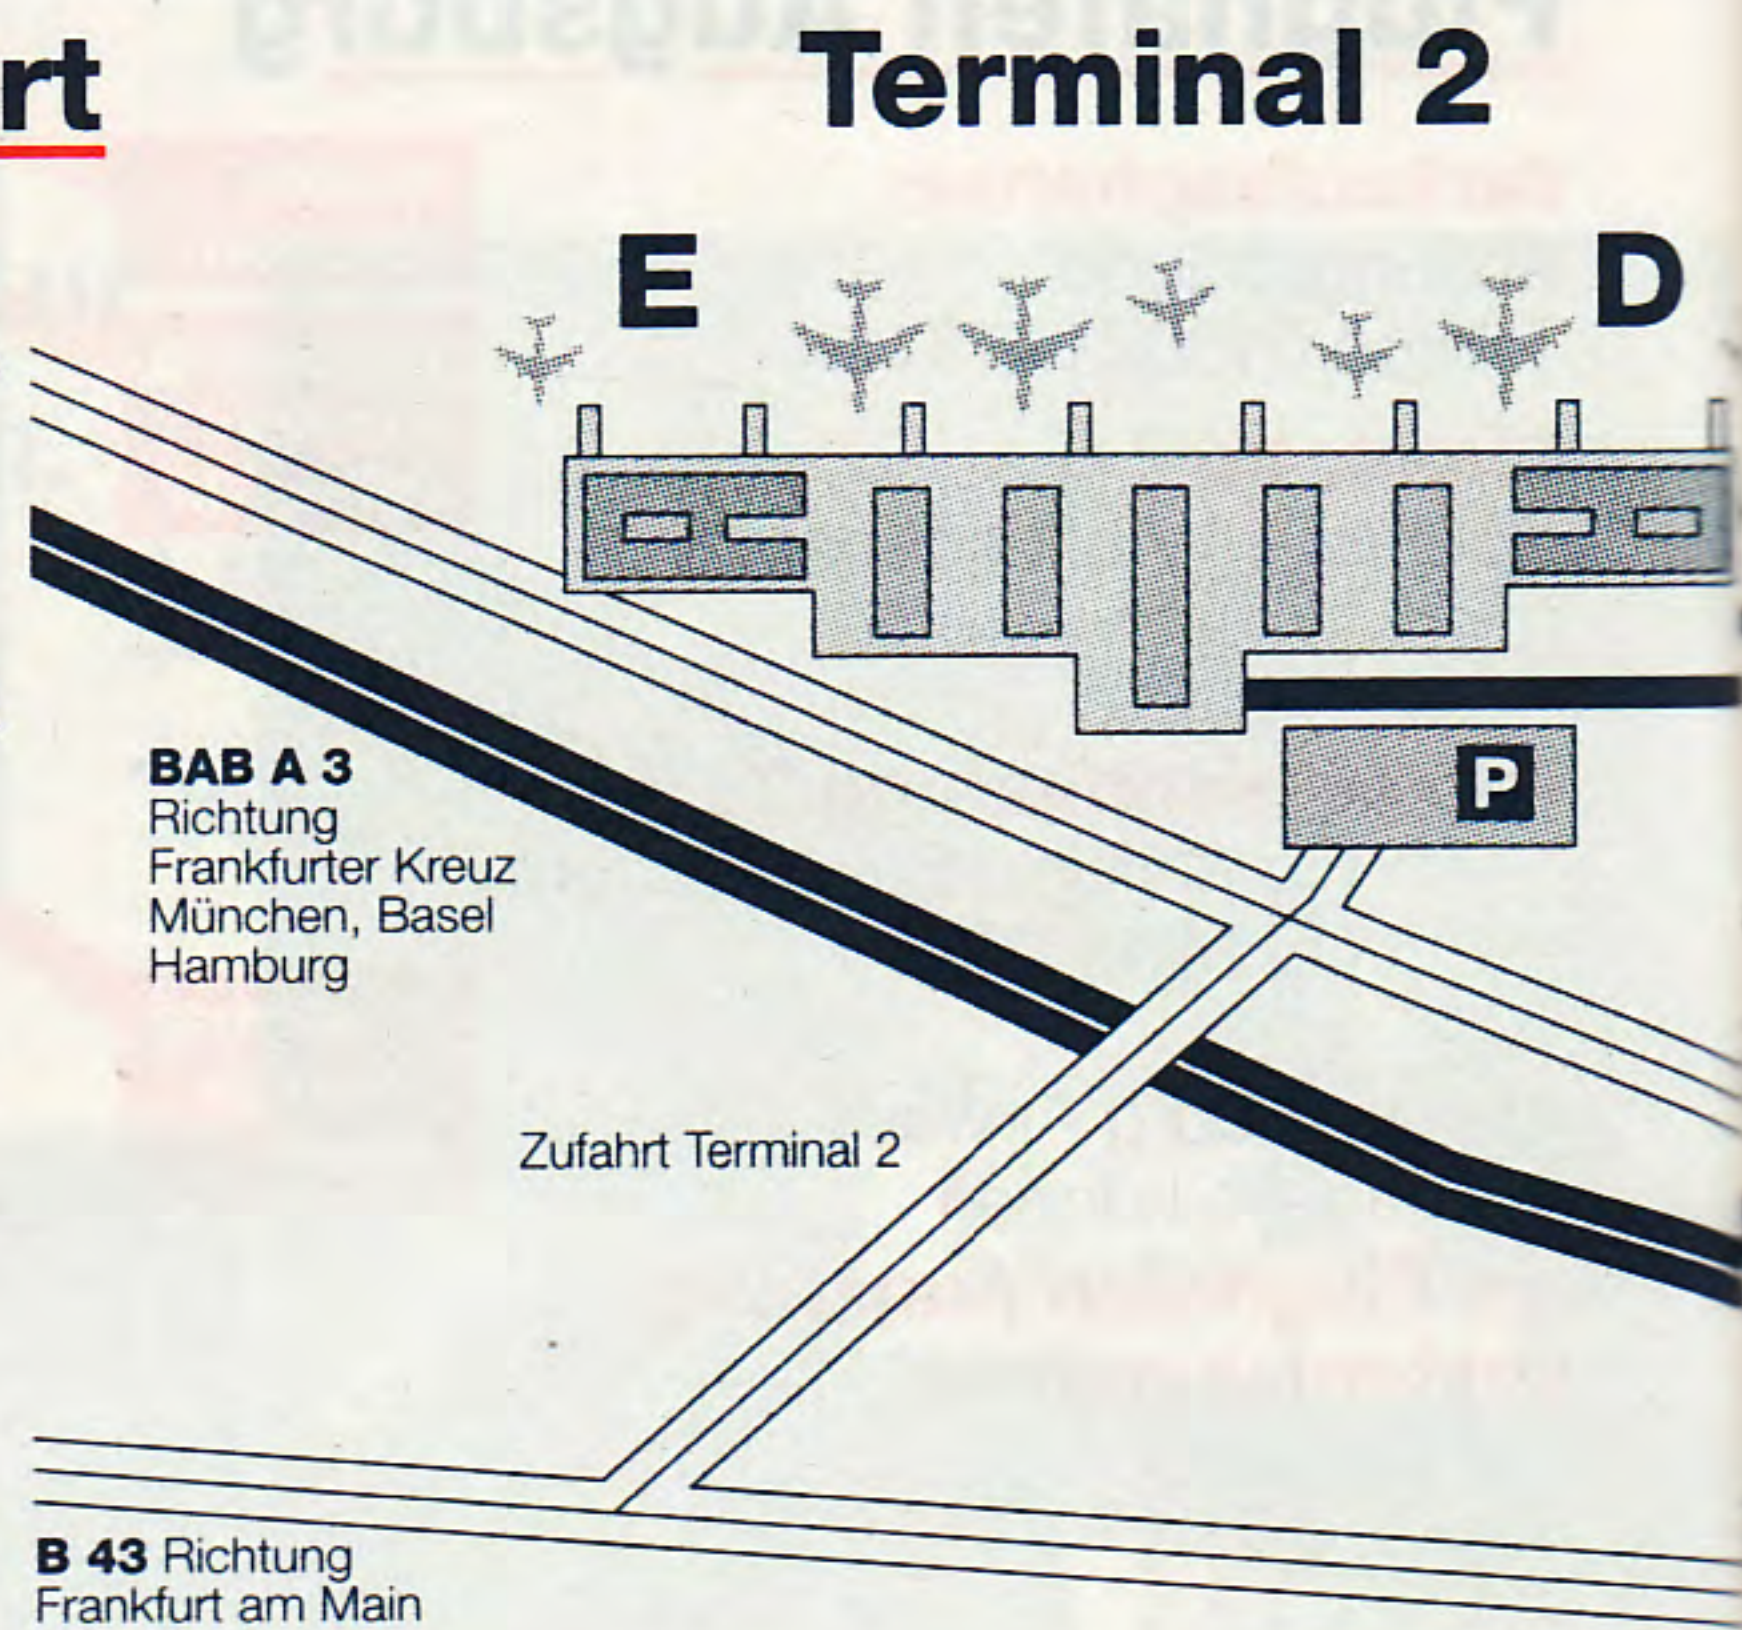 rt
Terminal 2
E
D
P
BAB A 3
Richtung
Frankfurter Kreuz
München, Basel
Hamburg
Zufahrt Terminal 2
B 43 Richtung
Frankfurt am Main